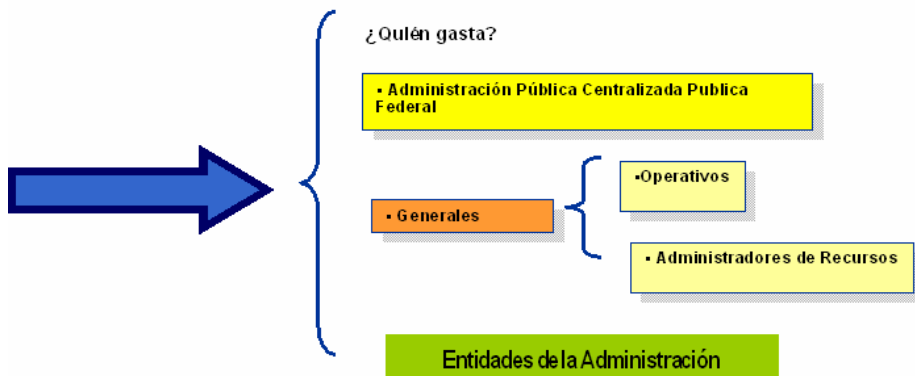 ¿Quién gasta?
▪ Administración Pública Centralizada Publica
Federal
▪Operativos
▪ Generales
▪ Administradores de Recursos
Entidades de la Administración